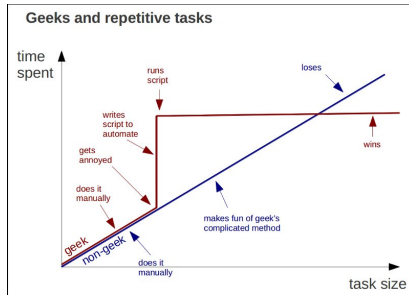 Geeks and repetitive tasks
time
spent
runs
script
loses
writes
script to
automate
gets
annoyed
wins
does it
manually
makes fun of geek's
complicated method
geek
non-geek
does it
manually
task size